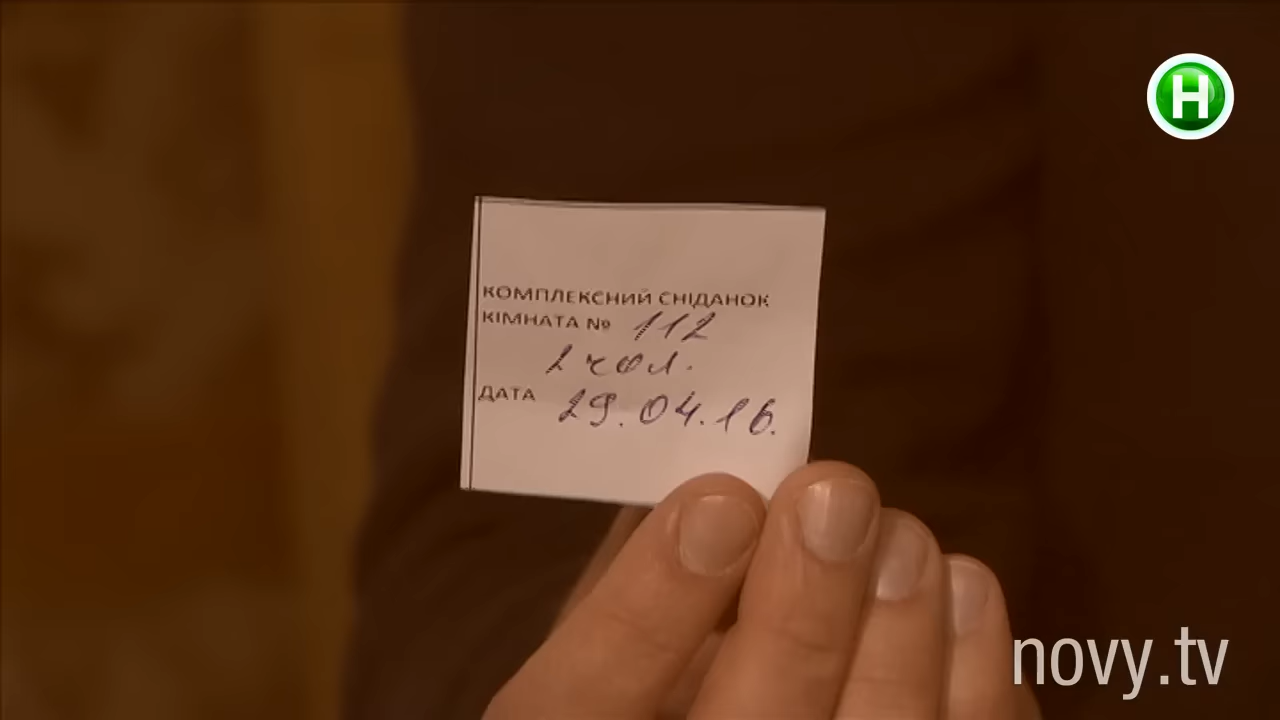 Н
КОМПЛЕКСНИЙ СНІДАНОК
КІМНАТА № 112
2 чол.
ДАТА 29.04.16.
novy.tv